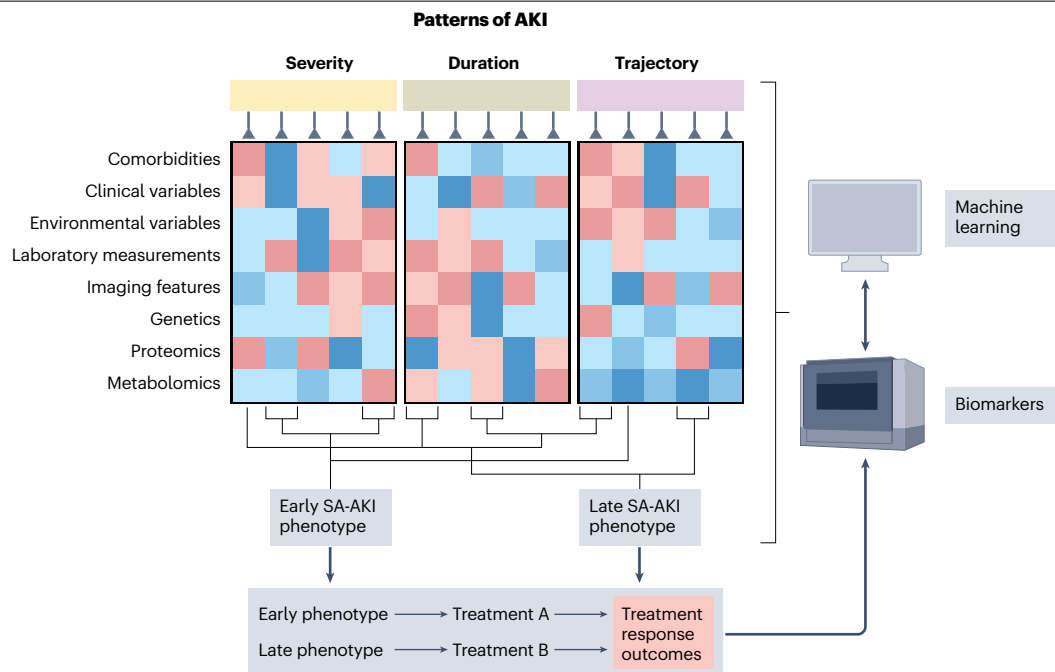 Patterns of AKI
Severity
Duration
Trajectory
Comorbidities
Clinical variables
Environmental variables
Laboratory measurements
Imaging features
Genetics
Proteomics
Metabolomics
Machine
learning
Biomarkers
Early SA-AKI
phenotype
Late SA-AKI
phenotype
Early phenotype
Treatment A
Late phenotype
Treatment B
Treatment
response
outcomes